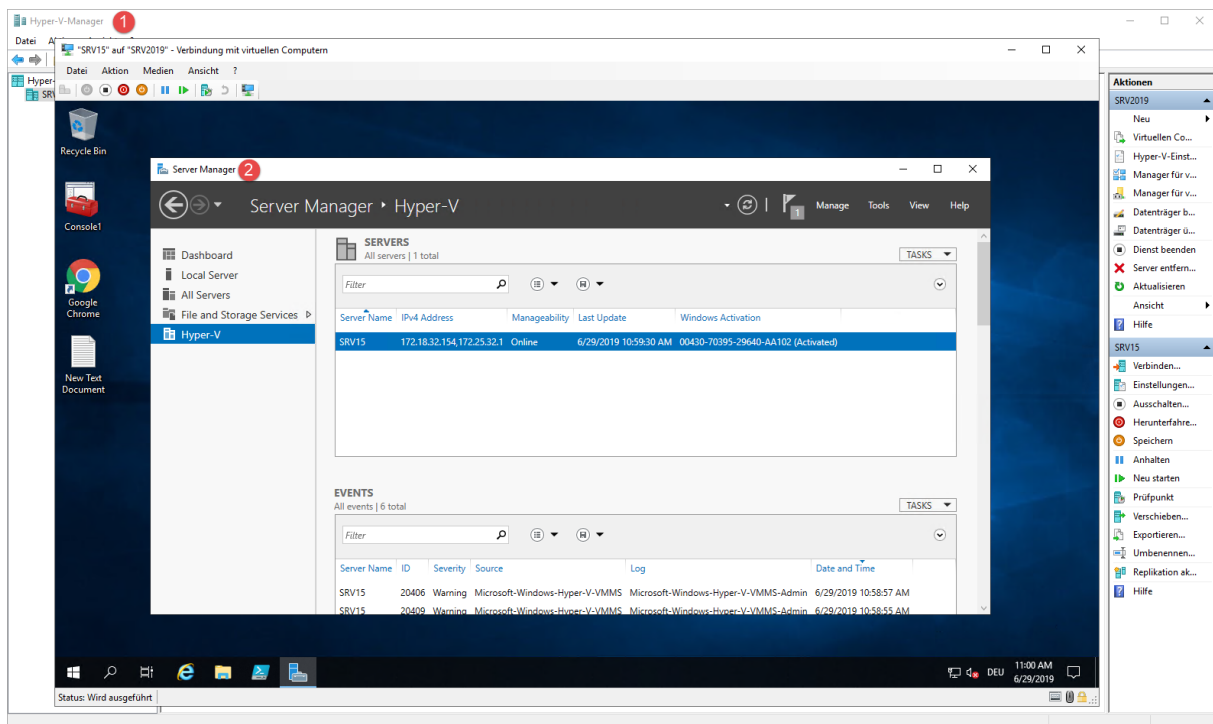 Hyper-V-Manager 1
Datei
"SRV15" auf "SRV2019" - Verbindung mit virtuellen Computern
Datei Aktion Medien Ansicht ?
Hyper-
SRV
Recycle Bin
Console1
Google
Chrome
New Text
Document
Server Manager 2
Server Manager • Hyper-V
1 Manage Tools View Help
Dashboard
Local Server
All Servers
File and Storage Services
Hyper-V
SERVERS
All servers | 1 total
TASKS
Filter
Server Name IPv4 Address Manageability Last Update Windows Activation
SRV15 172.18.32.154,172.25.32.1 Online 6/29/2019 10:59:30 AM 00430-70395-29640-AA102 (Activated)
EVENTS
All events | 6 total
TASKS
Filter
Server Name ID Severity Source Log Date and Time
SRV15 20406 Warning Microsoft-Windows-Hyper-V-VMMS Microsoft-Windows-Hyper-V-VMMS-Admin 6/29/2019 10:58:57 AM
SRV15 20409 Warning Microsoft-Windows-Hyper-V-VMMS Microsoft-Windows-Hyper-V-VMMS-Admin 6/29/2019 10:58:55 AM
DEU
11:00 AM
6/29/2019
Status: Wird ausgeführt
Aktionen
SRV2019
Neu
Virtuellen Co...
Hyper-V-Einst...
Manager für v...
Manager für v...
Datenträger b...
Datenträger ü...
Dienst beenden
Server entfern...
Aktualisieren
Ansicht
Hilfe
SRV15
Verbinden...
Einstellungen...
Ausschalten...
Herunterfahre...
Speichern
Anhalten
Neu starten
Prüfpunkt
Verschieben...
Exportieren...
Umbenennen...
Replikation ak...
Hilfe